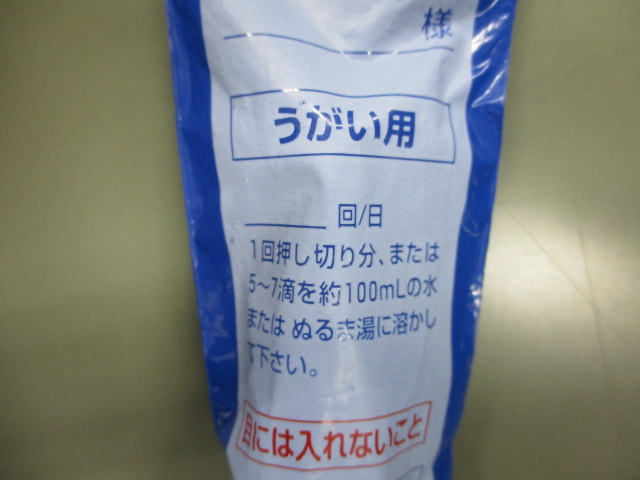 様
うがい用
回/日
1回押し切り分、または
5～7滴を約100mLの水
または ぬるま湯に溶かし
て下さい。
目には入れないこと